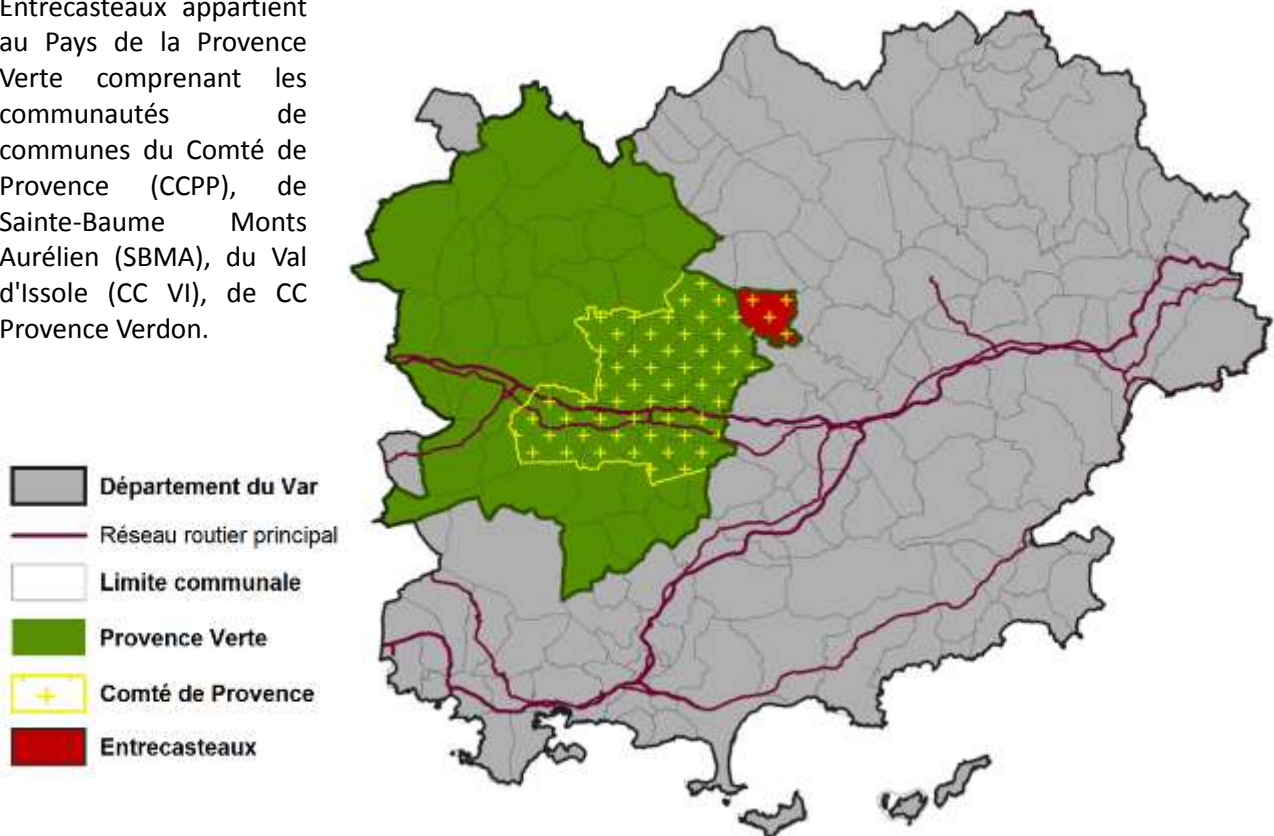 Entrecasteaux appartient
au Pays de la Provence
Verte comprenant les
communautés de
communes du Comté de
Provence (CCPP), de
Sainte-Baume Monts
Aurélien (SBMA), du Val
d'Issole (CC VI), de CC
Provence Verdon.
Département du Var
Réseau routier principal
Limite communale
Provence Verte
Comté de Provence
Entrecasteaux